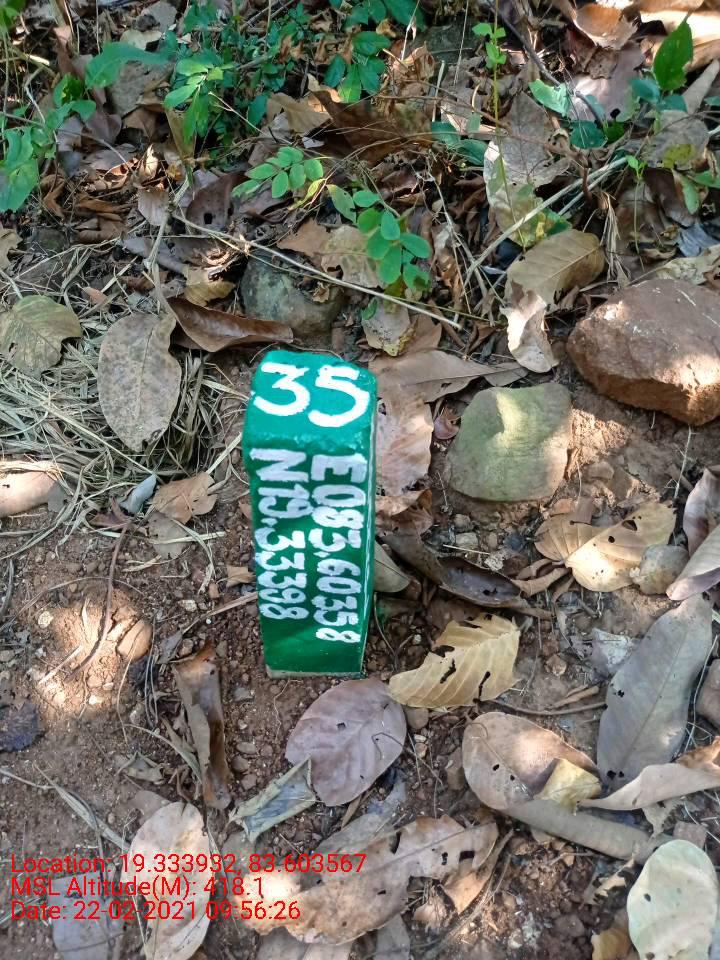 35
E083.60358
N19.33398
Location: 19.333932, 83.603567
MSL Altitude(M): 418.1
Date: 22-02-2021 09:56:26